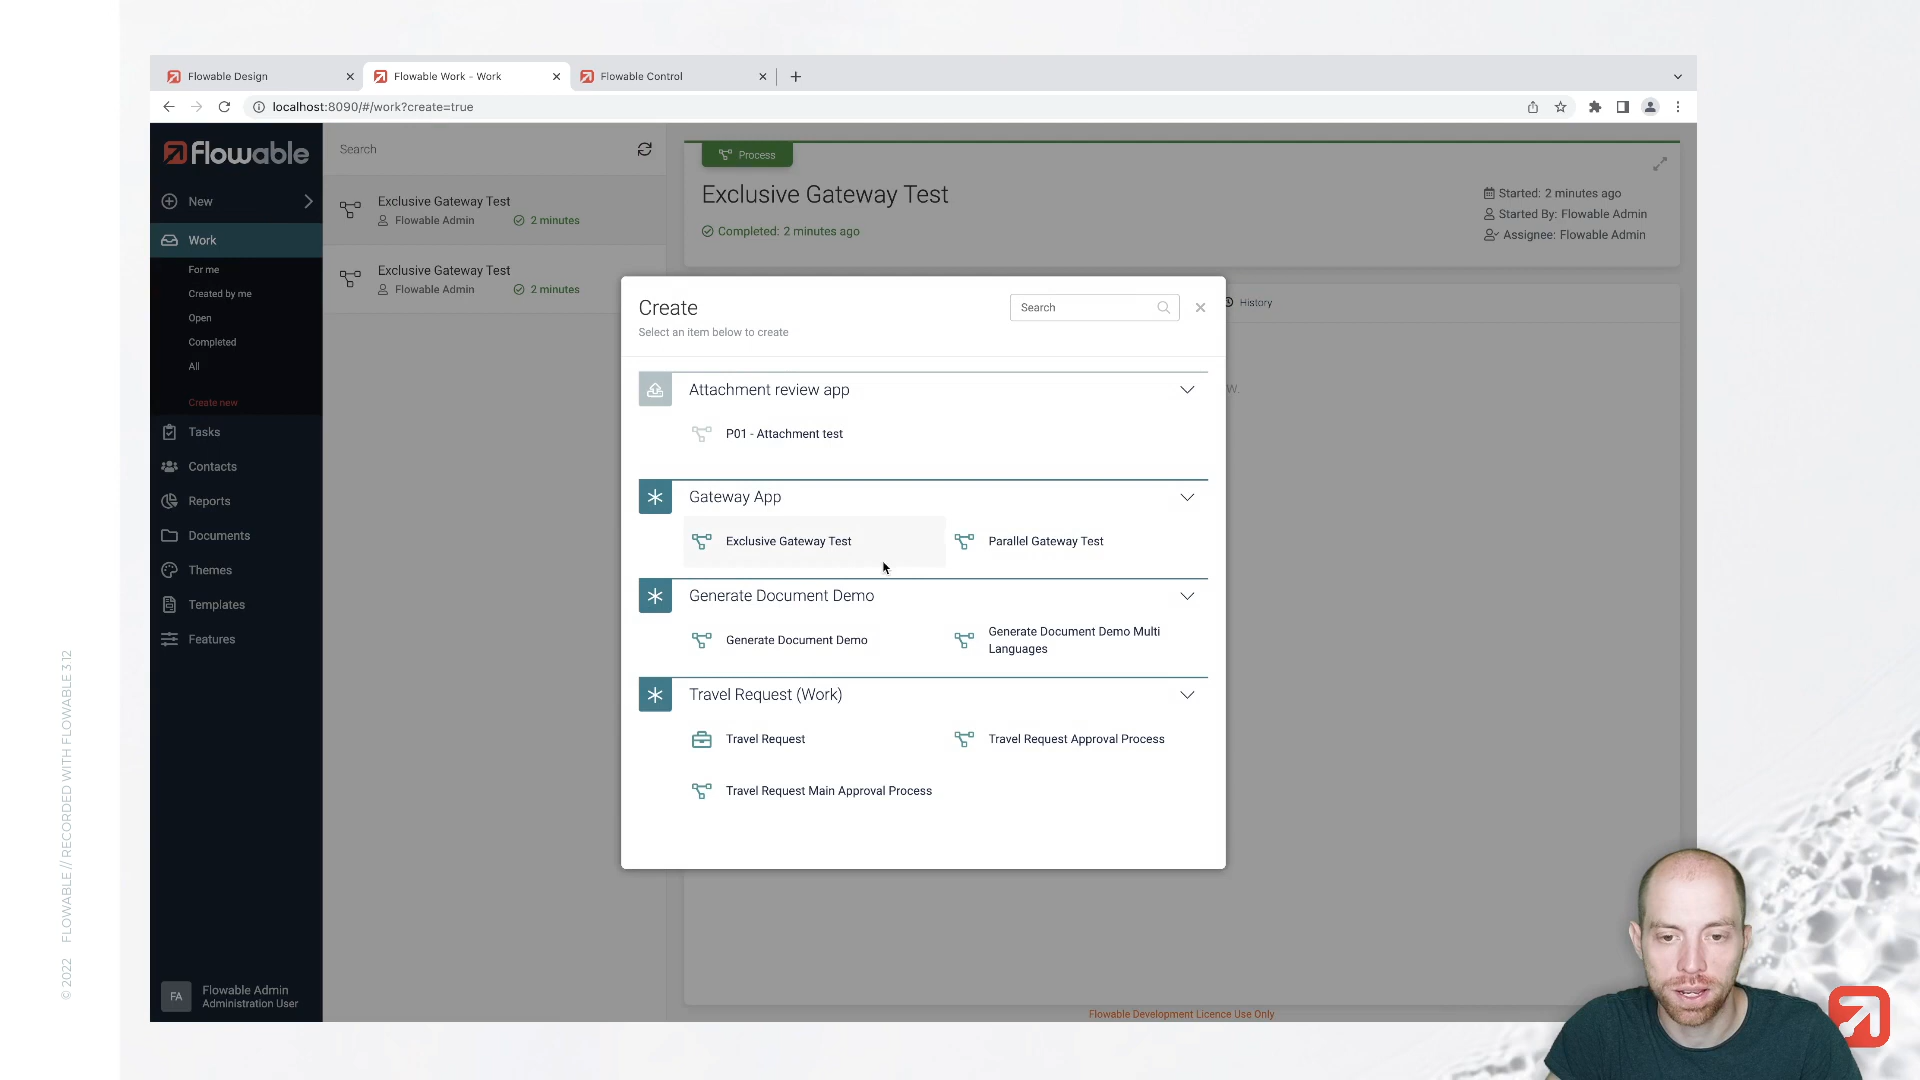 Flowable Design
Flowable Work - Work
Flowable Control
localhost:8090/#/work?create=true
Flowable
New
Work
For me
Created by me
Open
Completed
All
Create new
Tasks
Contacts
Reports
Documents
Themes
Templates
Features
FA
Flowable Admin
Administration User
Search
Exclusive Gateway Test
Flowable Admin 2 minutes
Exclusive Gateway Test
Flowable Admin 2 minutes
Process
Exclusive Gateway Test
Completed: 2 minutes ago
Started: 2 minutes ago
Started By: Flowable Admin
Assignee: Flowable Admin
History
w.
Create
Select an item below to create
Search
Attachment review app
P01 - Attachment test
Gateway App
Exclusive Gateway Test
Parallel Gateway Test
Generate Document Demo
Generate Document Demo
Generate Document Demo Multi
Languages
Travel Request (Work)
Travel Request
Travel Request Approval Process
Travel Request Main Approval Process
Flowable Development Licence Use Only
© 2022 FLOWABLE // RECORDED WITH FLOWABLE 3.12